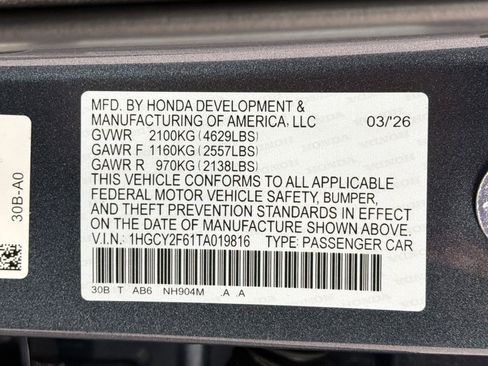 MFD. BY HONDA DEVELOPMENT &
MANUFACTURING OF AMERICA, LLC 03/'26
GVWR 2100KG (4629LBS)
GAWR F 1160KG (2557LBS)
GAWR R 970KG (2138LBS)
THIS VEHICLE CONFORMS TO ALL APPLICABLE
FEDERAL MOTOR VEHICLE SAFETY, BUMPER,
AND THEFT PREVENTION STANDARDS IN EFFECT
ON THE DATE OF MANUFACTURE SHOWN ABOVE.
V.I.N.: 1HGCY2F61TA019816 TYPE: PASSENGER CAR
30B T AB6 NH904M .A .A
30B-A0